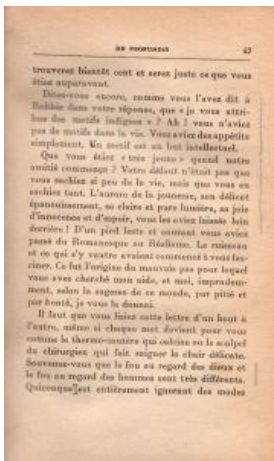 DE PROFUNDIS 47
trouverez bientôt cent et serez juste ce que vous
étiez auparavant.
Dites-vous encore, comme vous l'avez dit à
Robbie dans votre réponse, que « je vous attri-
bue des motifs indignes » ? Ah ! vous n'aviez
pas de motifs dans la vie. Vous aviez des appétits
simplement. Un motif est un but intellectuel.
Que vous étiez « très jeune » quand notre
amitié commença ? Votre défaut n'était pas que
vous sachiez si peu de la vie, mais que vous en
sachiez tant. L'aurore de la jeunesse, son délicat
épanouissement, sa claire et pure lumière, sa joie
d'innocence et d'espoir, vous les aviez laissés loin
derrière ! D'un pied leste et courant vous aviez
passé du Romanesque au Réalisme. Le ruisseau
et ce qui s'y vautre avaient commencé à vous fas-
ciner. Ce fut l'origine du mauvais pas pour lequel
vous avez cherché mon aide, et moi, imprudem-
ment, selon la sagesse de ce monde, par pitié et
par bonté, je vous la donnai.
Il faut que vous lisiez cette lettre d'un bout à
l'autre, même si chaque mot devient pour vous
comme le thermo-cautère qui calcine ou le scalpel
du chirurgien qui fait saigner la chair délicate.
Souvenez-vous que le fou au regard des dieux et
le fou au regard des hommes sont très différents.
Quiconque est entièrement ignorant des modes